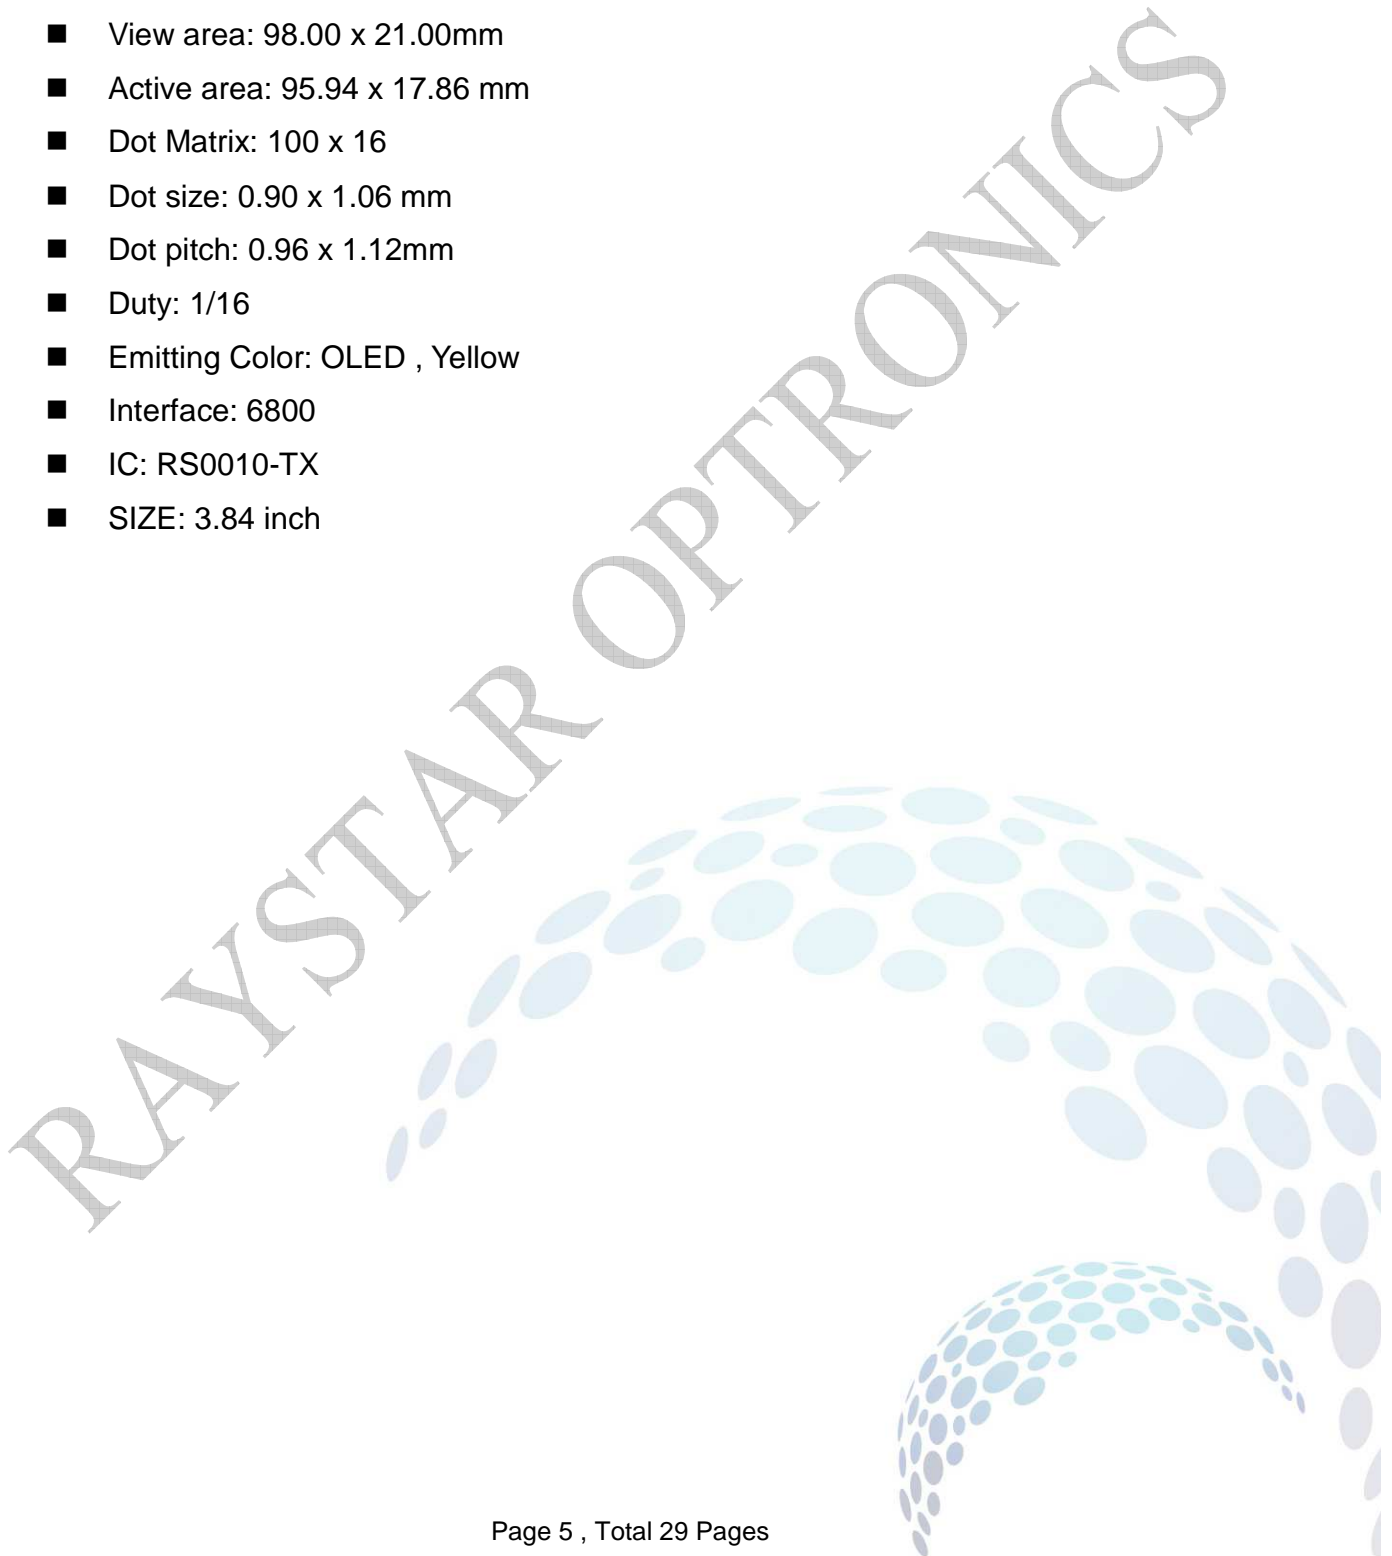 View area: 98.00 x 21.00mm
Active area: 95.94 x 17.86 mm
Dot Matrix: 100 x 16
Dot size: 0.90 x 1.06 mm
Dot pitch: 0.96 x 1.12mm
Duty: 1/16
Emitting Color: OLED , Yellow
Interface: 6800
IC: RS0010-TX
SIZE: 3.84 inch
RAYSTAR OPTRONICS
Page 5 , Total 29 Pages